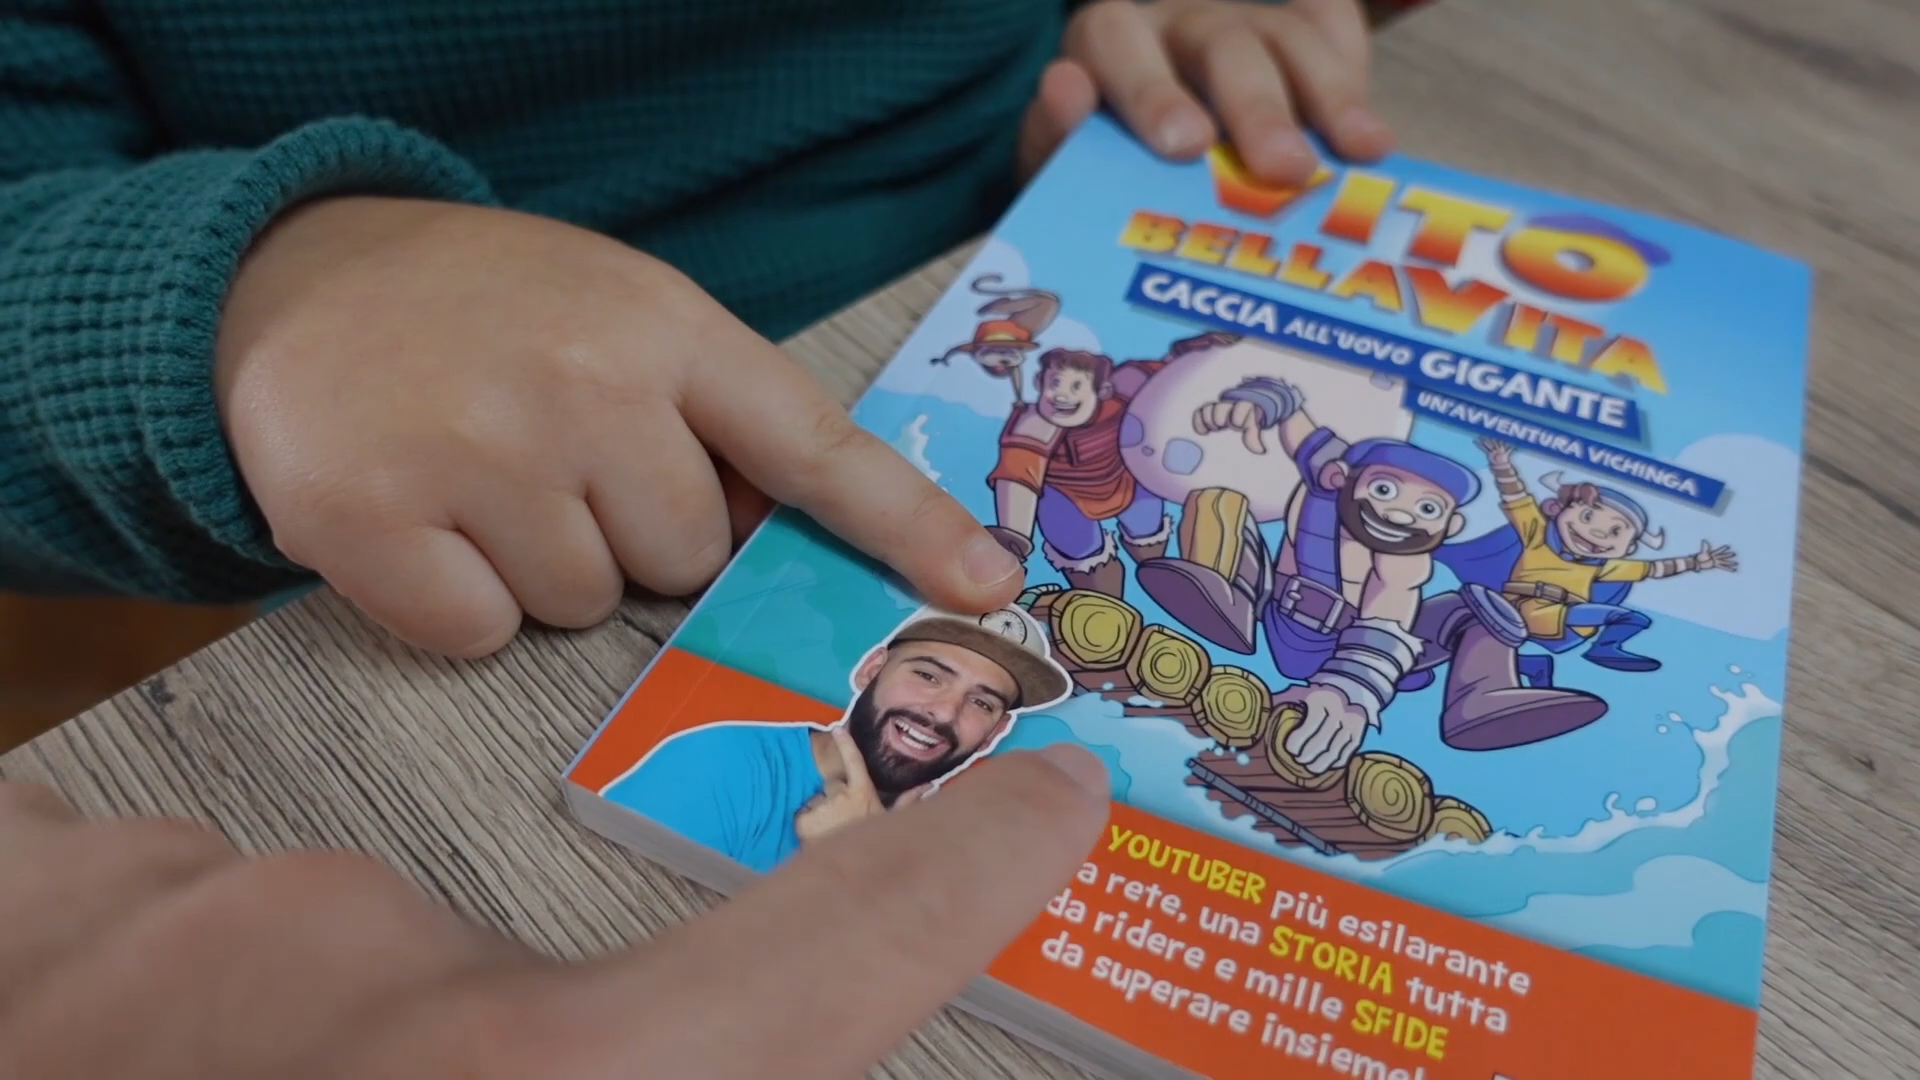 VITO
BELLAVITA
CACCIA ALL'UOVO GIGANTE
UN'AVVENTURA VICHINGA
YOUTUBER più esilarante
a rete, una STORIA tutta
da ridere e mille SFIDE
da superare insieme!